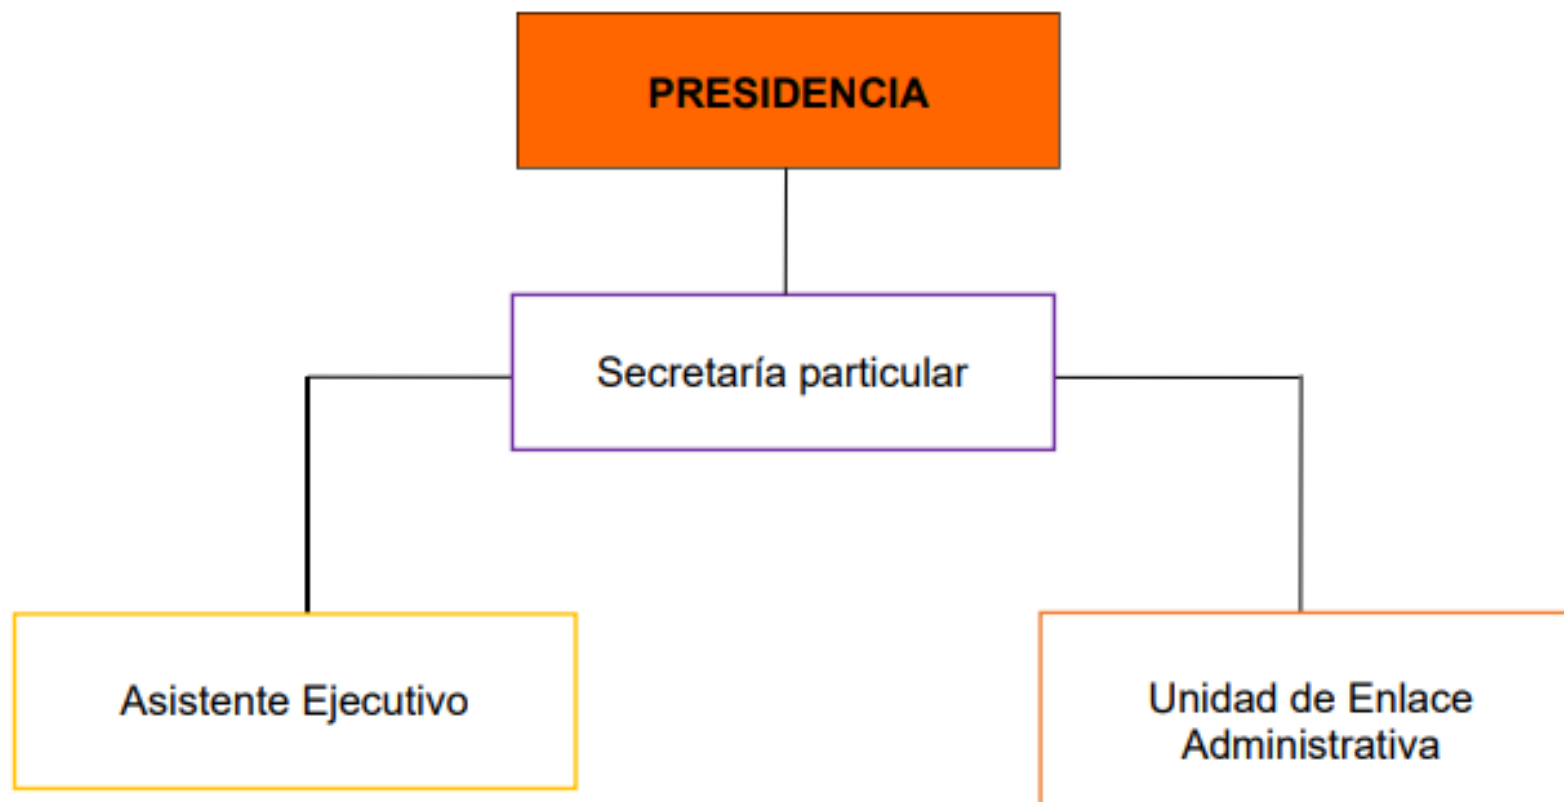 PRESIDENCIA
Secretaría particular
Asistente Ejecutivo
Unidad de Enlace
Administrativa